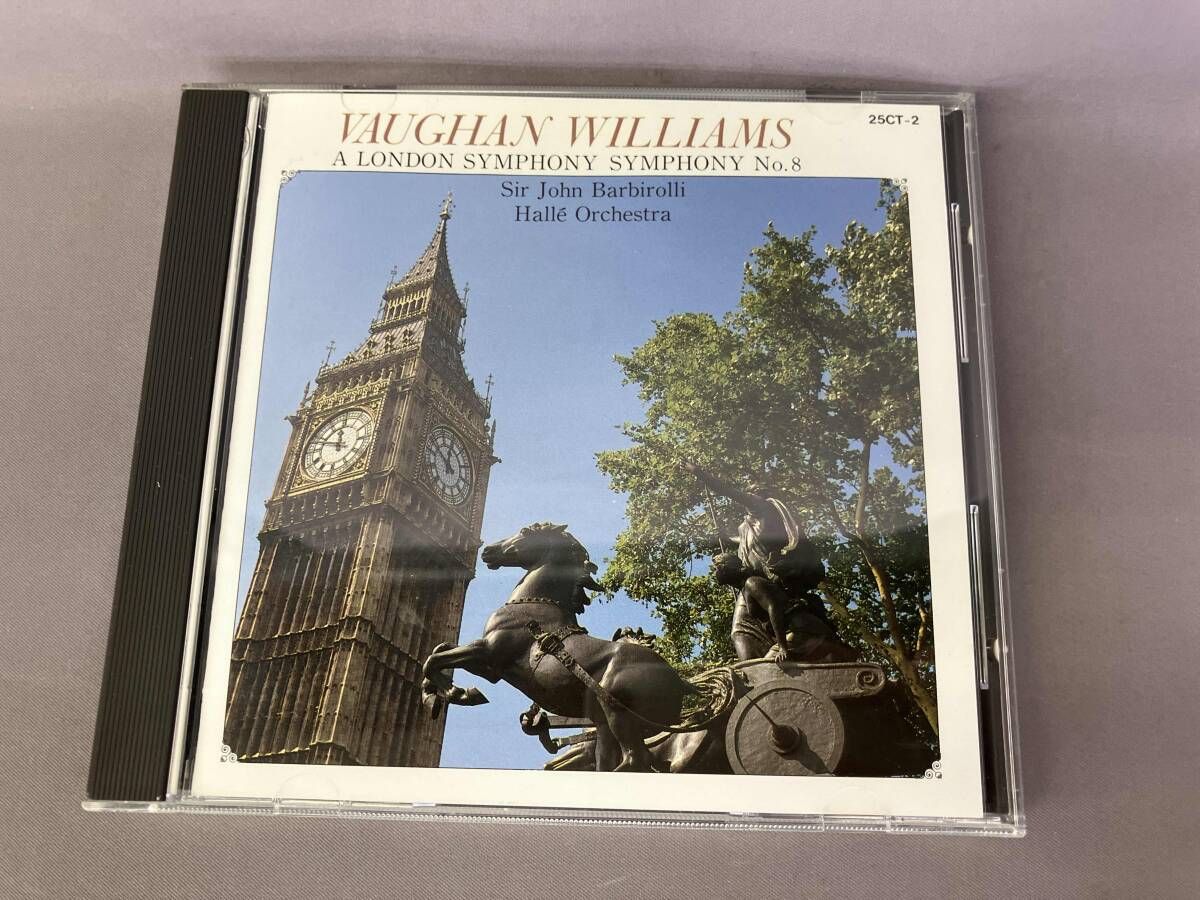 VAUGHAN WILLIAMS
25CT-2
A LONDON SYMPHONY SYMPHONY No.8
Sir John Barbirolli
Hallé Orchestra